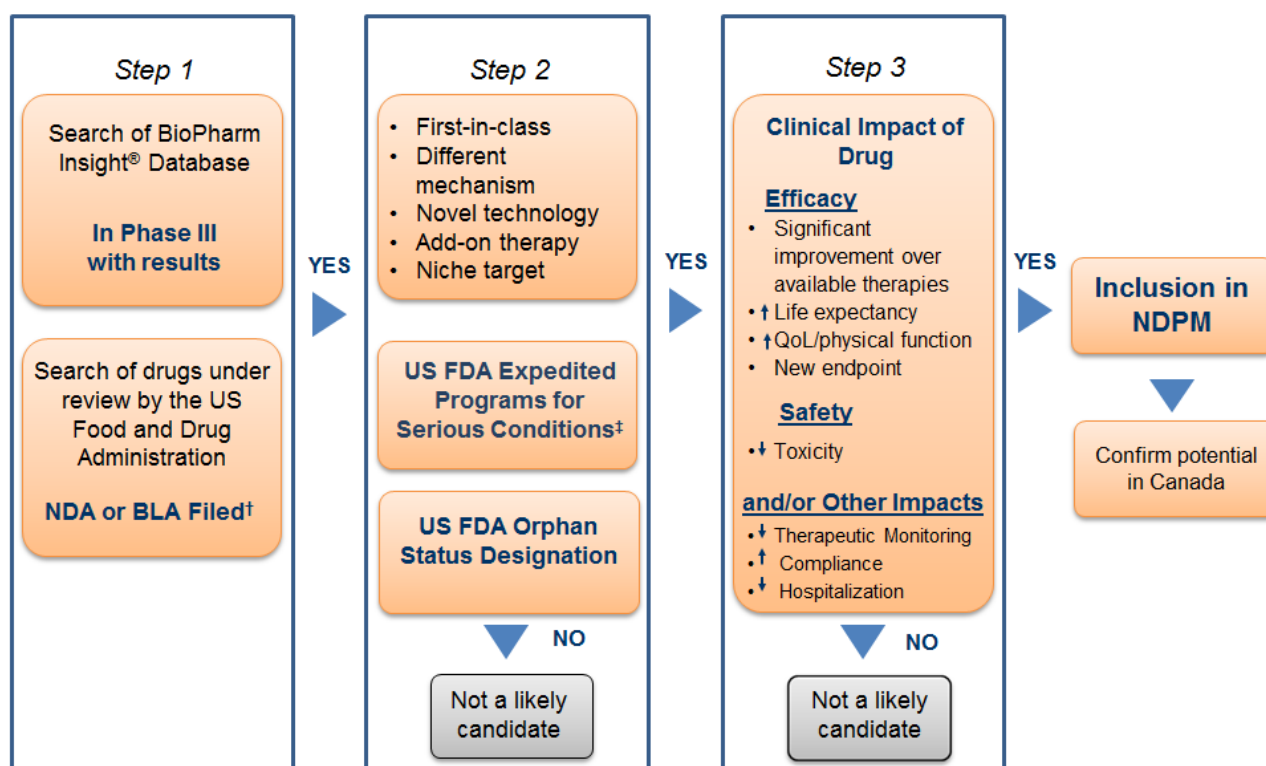 Step 1
Search of BioPharm
Insight® Database
In Phase III
with results
Search of drugs under
review by the US
Food and Drug
Administration
NDA or BLA Filed†
YES
Step 2
• First-in-class
• Different
mechanism
• Novel technology
• Add-on therapy
• Niche target
US FDA Expedited
Programs for
Serious Conditions‡
US FDA Orphan
Status Designation
NO
Not a likely
candidate
YES
Step 3
Clinical Impact of
Drug
Efficacy
• Significant
improvement over
available therapies
•↑ Life expectancy
•↑QoL/physical function
• New endpoint
Safety
•↓ Toxicity
and/or Other Impacts
•↓ Therapeutic Monitoring
•↑ Compliance
•↓ Hospitalization
NO
Not a likely
candidate
YES
Inclusion in
NDPM
Confirm potential
in Canada